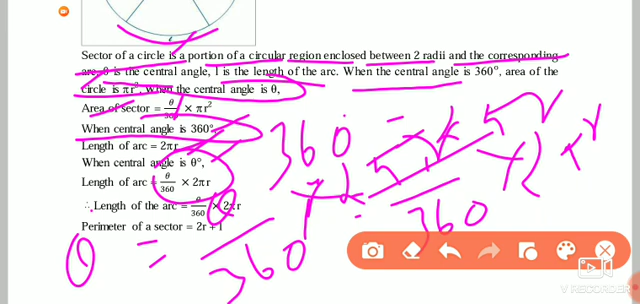 Sector of a circle is a portion of a circular region enclosed between 2 radii and the corresponding
arc. θ is the central angle, l is the length of the arc. When the central angle is 360°, area of the
circle is πr². When the central angle is θ,
Area of sector = θ/360 × πr²
When central angle is 360°
Length of arc = 2πr
When central angle is θ°,
Length of arc = θ/360 × 2πr
∴ Length of the arc = θ/360 × 2πr
Perimeter of a sector = 2r + l
360
360
θ = 360
V RECORDER